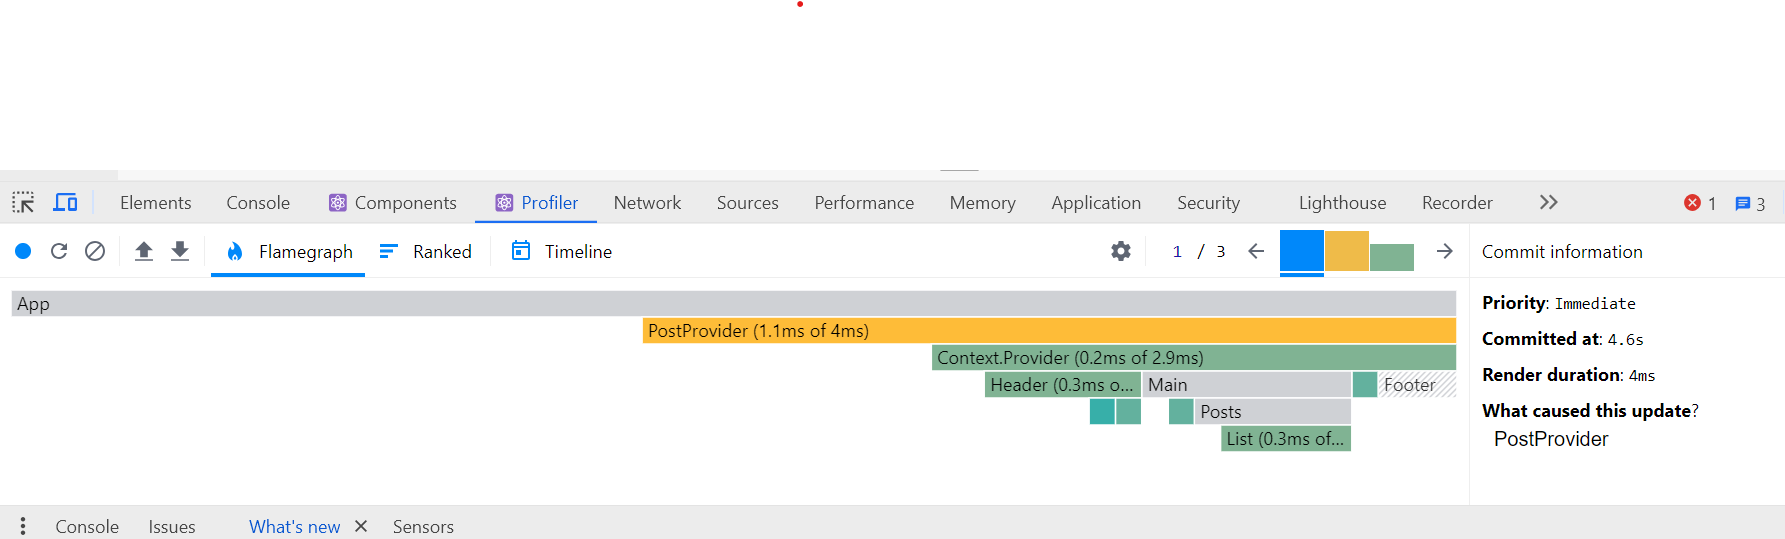 Elements Console Components Profiler Network Sources Performance Memory Application Security Lighthouse Recorder 1 3
Flamegraph Ranked Timeline 1 / 3 Commit information
App
PostProvider (1.1ms of 4ms)
Context.Provider (0.2ms of 2.9ms)
Header (0.3ms o... Main Footer
Posts
List (0.3ms of...
Priority: Immediate
Committed at: 4.6s
Render duration: 4ms
What caused this update?
PostProvider
Console Issues What's new Sensors